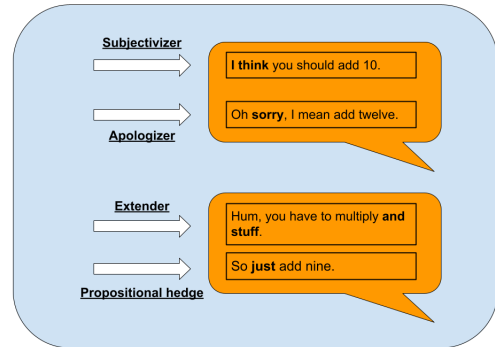 Subjectivizer
I think you should add 10.
Oh sorry, I mean add twelve.
Apologizer
Extender
Hum, you have to multiply and
stuff.
So just add nine.
Propositional hedge